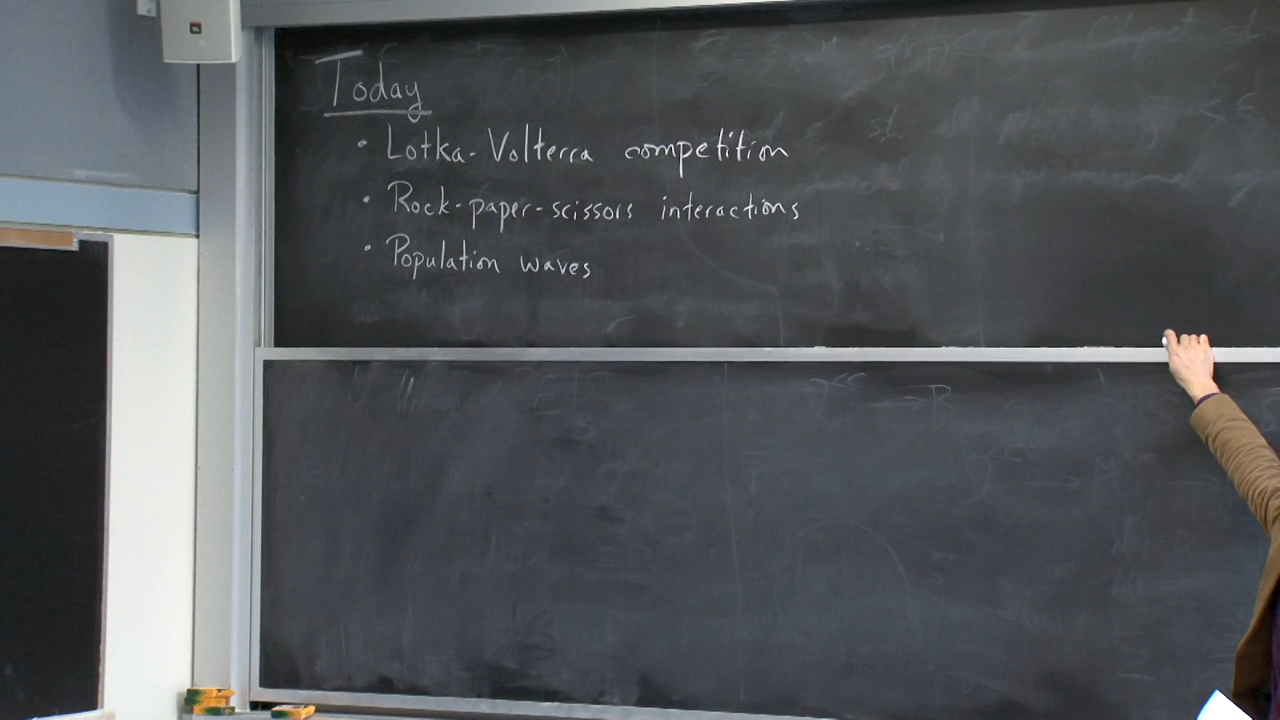 Today
• Lotka-Volterra competition
• Rock-paper-scissors interactions
• Population waves